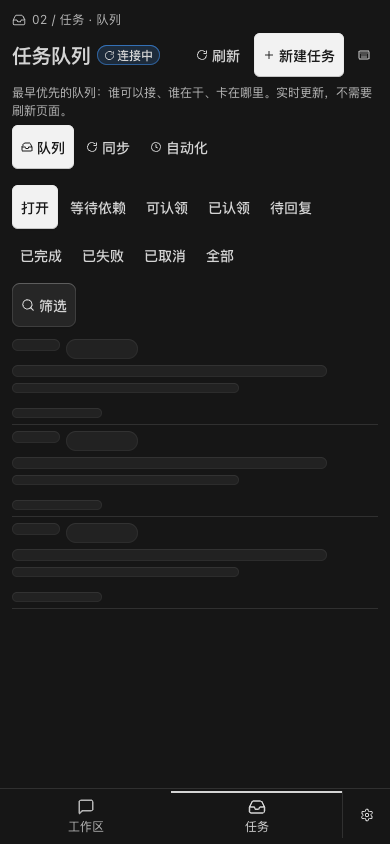 02 / 任务 · 队列
任务队列 连接中 刷新 新建任务
最早优先的队列：谁可以接、谁在干、卡在哪里。实时更新，不需要
刷新页面。
队列 同步 自动化
打开 等待依赖 可认领 已认领 待回复
已完成 已失败 已取消 全部
筛选
工作区 任务